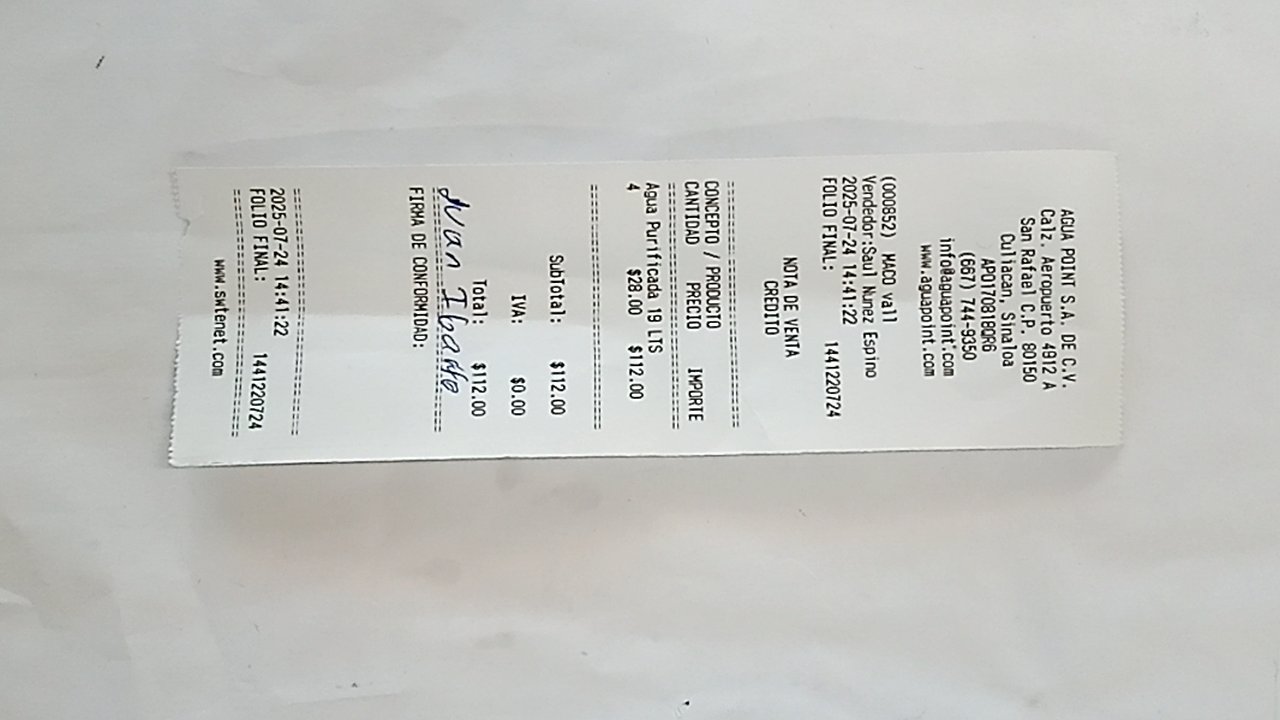 AGUA POINT S.A. DE C.V.
Calz. Aeropuerto 4912 A
San Rafael C.P. 80150
Culiacan, Sinaloa
APO170818QR6
(667) 744-9350
info@aguapoint.com
www.aguapoint.com
(000852) MACO vall
Vendedor:Saul Nunez Espino
2025-07-24 14:41:22
FOLIO FINAL: 1441220724
NOTA DE VENTA
CREDITO
================================
CONCEPTO / PRODUCTO
CANTIDAD PRECIO IMPORTE
================================
Agua Purificada 19 LTS
4 $28.00 $112.00
================================
SubTotal: $112.00
IVA: $0.00
Total: $112.00
Ivan Ibarra
================================
FIRMA DE CONFORMIDAD:
================================
2025-07-24 14:41:22
FOLIO FINAL: 1441220724
================================
www.swtenet.com